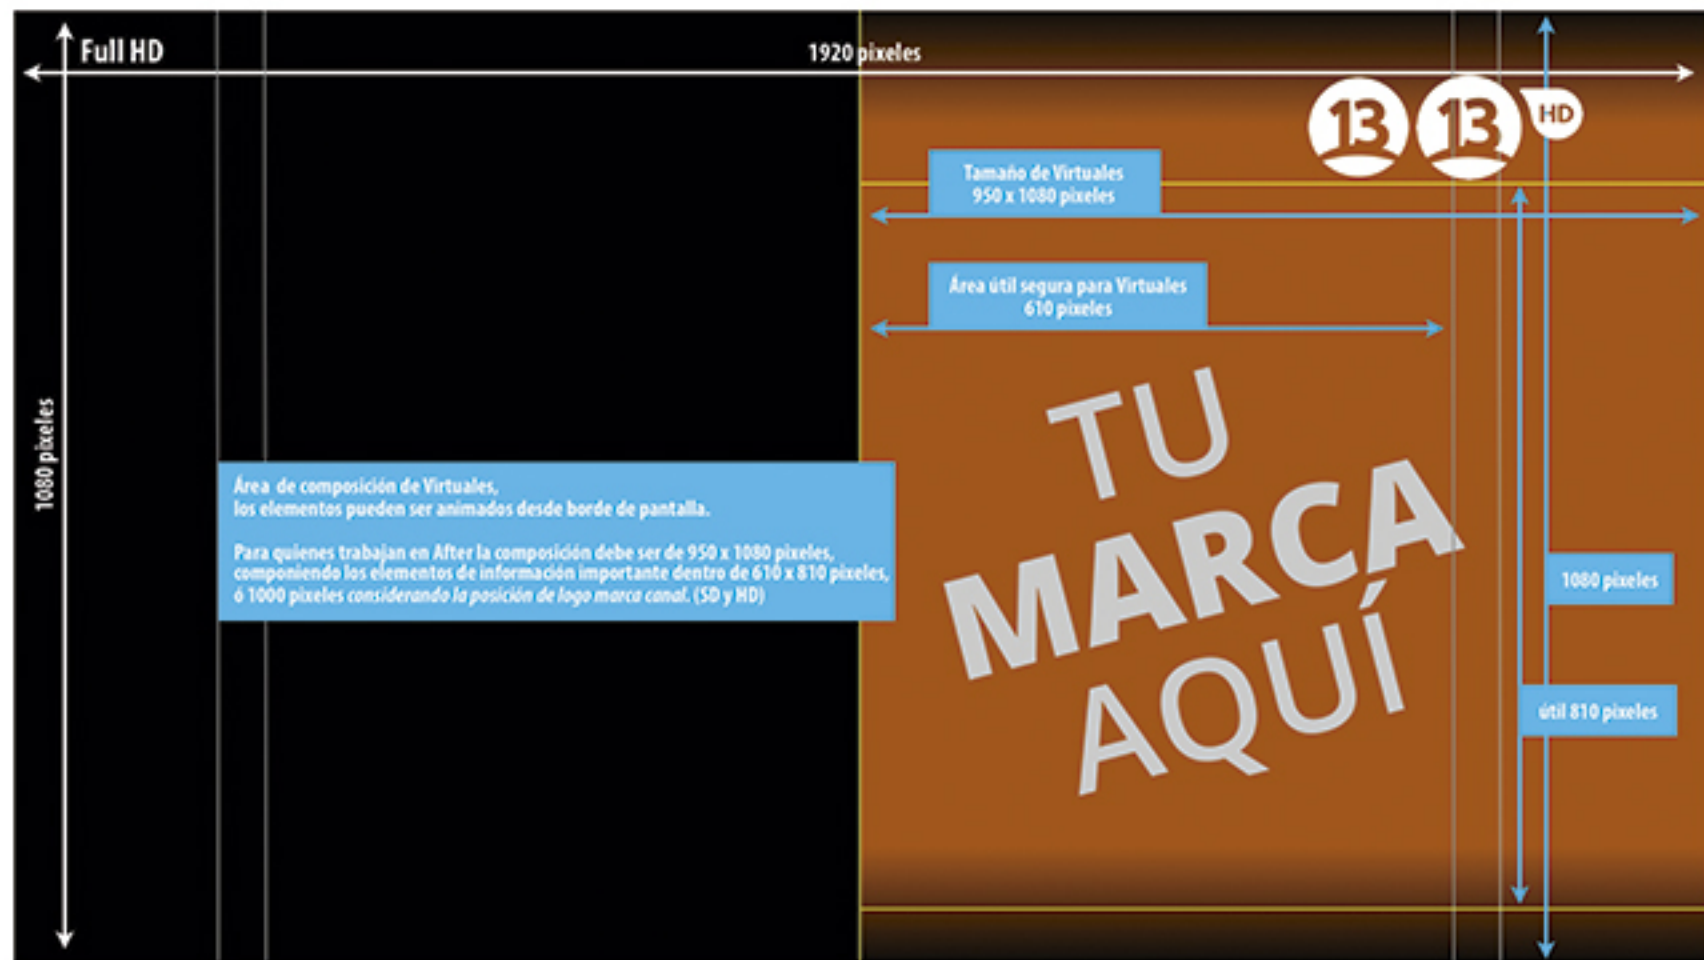 Full HD
1920 pixeles
13
13
HD
Tamaño de Virtuales
950 x 1080 pixeles
Área útil segura para Virtuales
610 pixeles
TU
MARCA
AQUÍ
1080 pixeles
Área de composición de Virtuales,
los elementos pueden ser animados desde borde de pantalla.
Para quienes trabajan en After la composición debe ser de 950 x 1080 pixeles,
componiendo los elementos de información importante dentro de 610 x 810 pixeles,
ó 1000 pixeles considerando la posición de logo marca canal. (SD y HD)
1080 pixeles
útil 810 pixeles